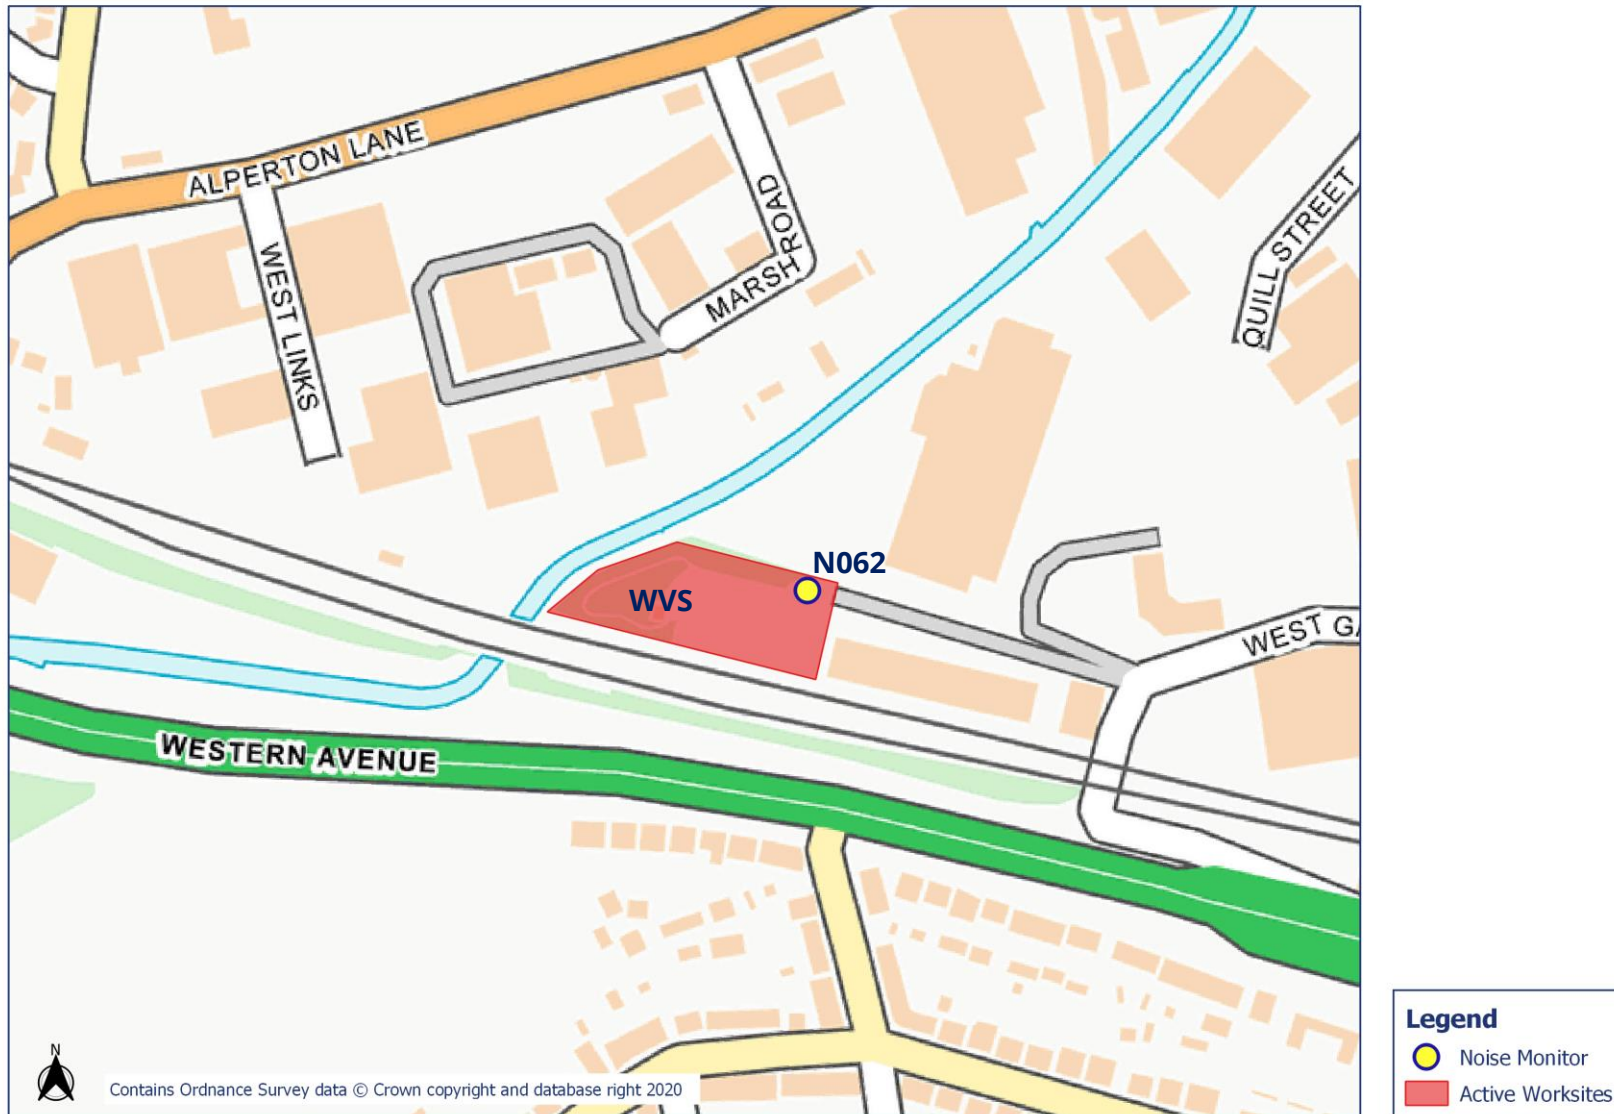 ALPERTON LANE
WEST LINKS
MARSH ROAD
QUILL STREET
N062
WVS
WEST GA
WESTERN AVENUE
N
Contains Ordnance Survey data © Crown copyright and database right 2020
Legend
Noise Monitor
Active Worksites